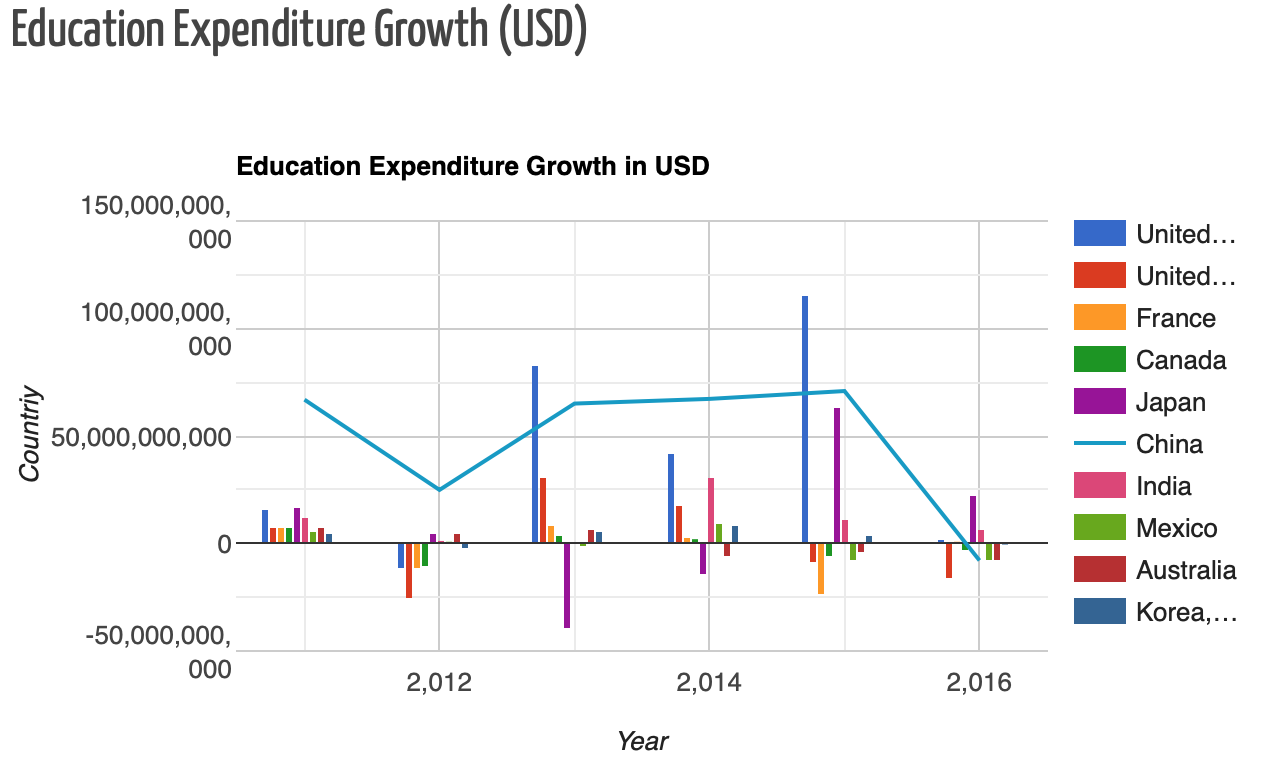 Education Expenditure Growth (USD)
Education Expenditure Growth in USD
150,000,000,
000
100,000,000,
000
50,000,000,000
0
-50,000,000,
000
Countriy
2,012
2,014
2,016
Year
United…
United…
France
Canada
Japan
China
India
Mexico
Australia
Korea,…